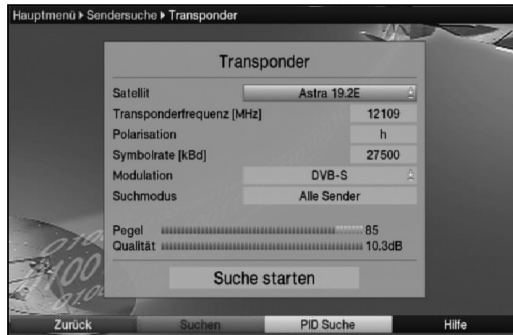 Hauptmenü ▸ Sendersuche ▸ Transponder
Transponder
Satellit Astra 19.2E
Transponderfrequenz [MHz] 12109
Polarisation h
Symbolrate [kBd] 27500
Modulation DVB-S
Suchmodus Alle Sender
Pegel 85
Qualität 10.3dB
Suche starten
Zurück Suchen PID Suche Hilfe